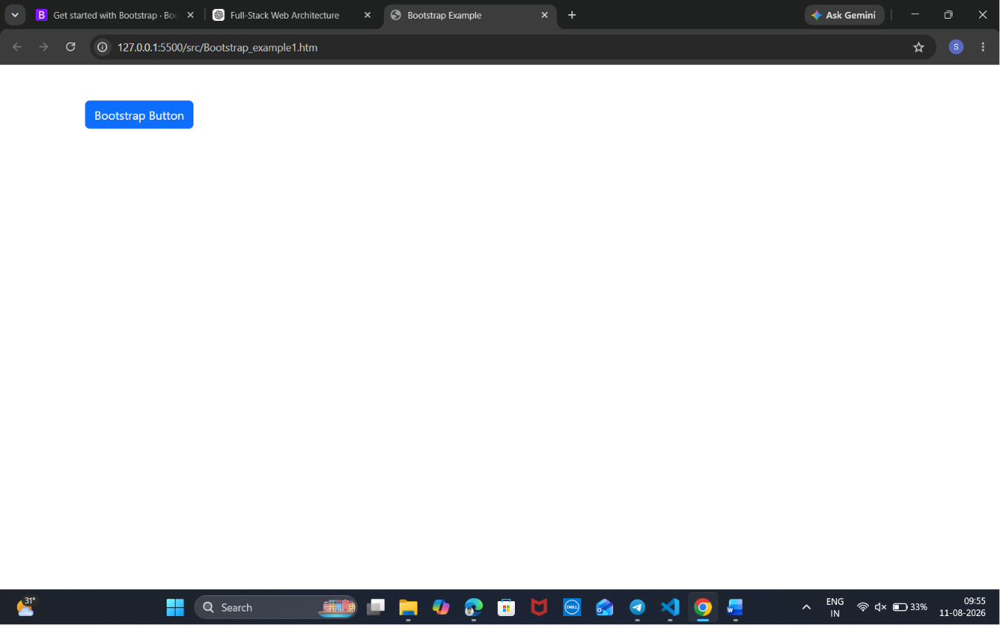 Get started with Bootstrap · Boo
Full-Stack Web Architecture
Bootstrap Example
Ask Gemini
127.0.0.1:5500/src/Bootstrap_example1.htm
S
Bootstrap Button
31°
Search
DELL
ENG
IN
33%
09:55
11-08-2026